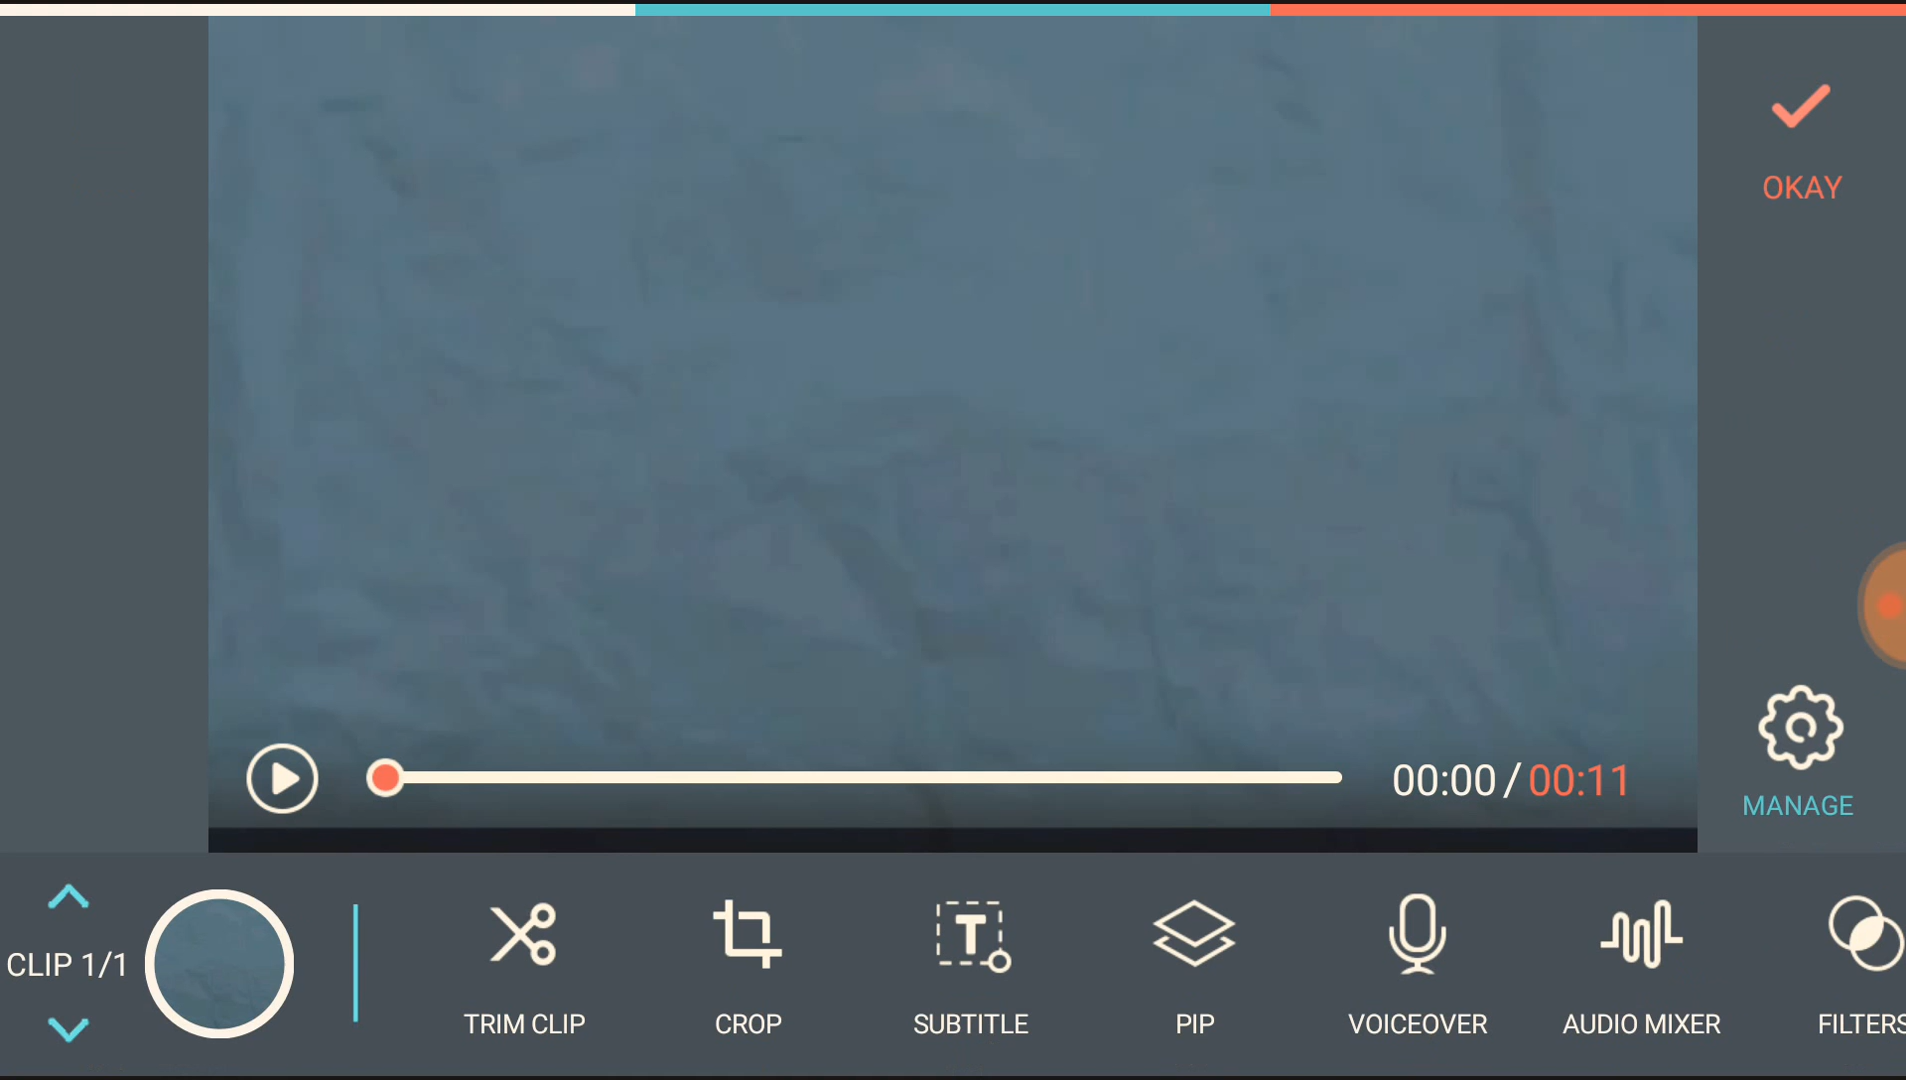 OKAY
00:00 / 00:11
MANAGE
CLIP 1/1
TRIM CLIP
CROP
SUBTITLE
PIP
VOICEOVER
AUDIO MIXER
FILTERS